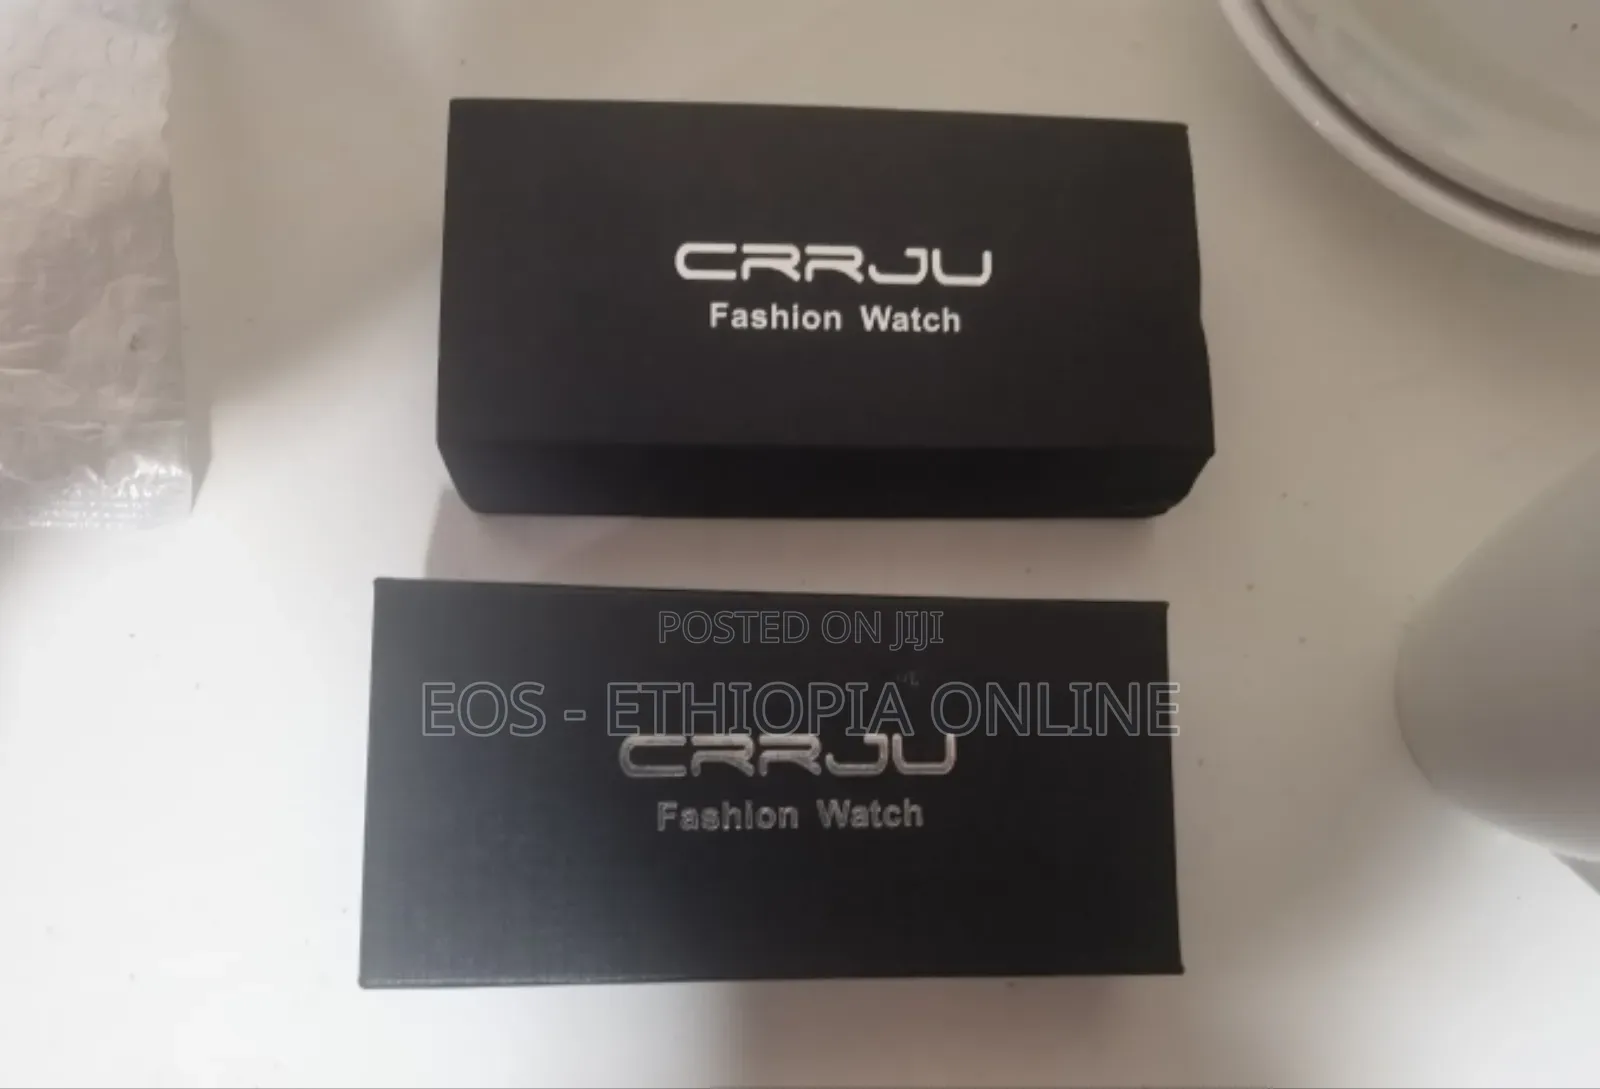 CRRJU
Fashion Watch
POSTED ON JIJI
EOS - ETHIOPIA ONLINE
CRRJU
Fashion Watch